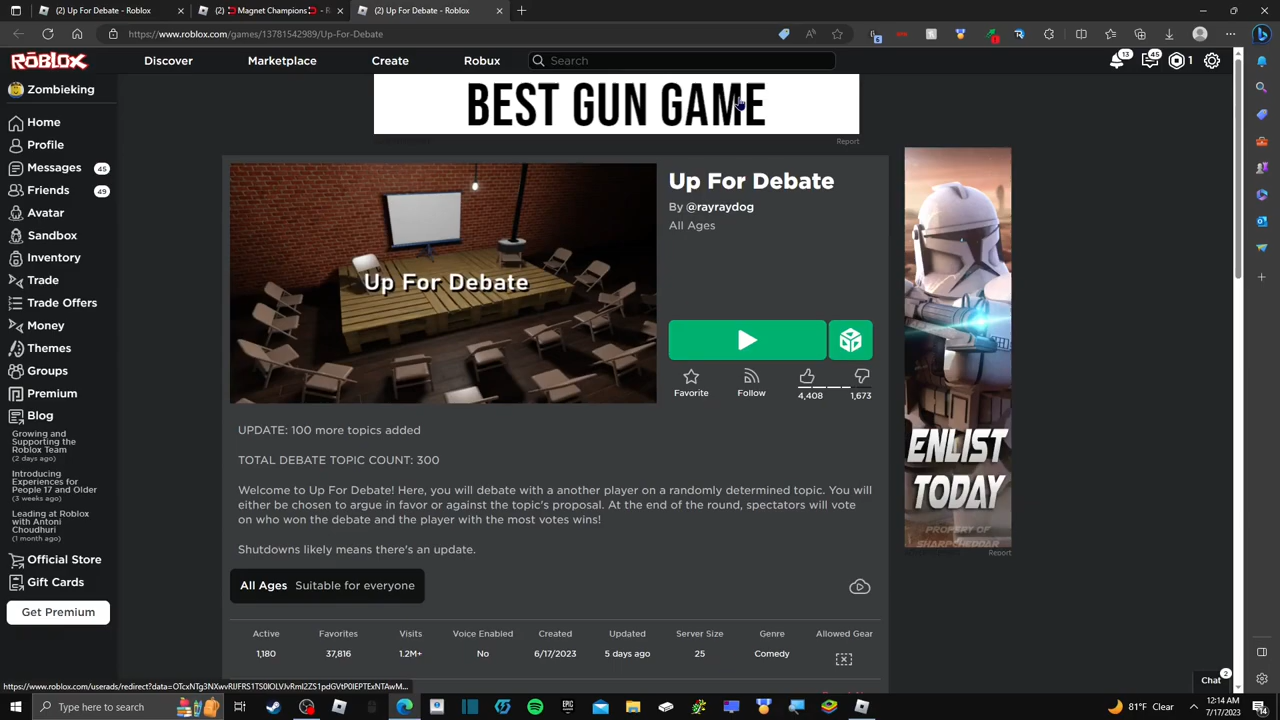 (2) Up For Debate - Roblox
(2) Magnet Champions - R
(2) Up For Debate - Roblox
https://www.roblox.com/games/13781542989/Up-For-Debate
ROBLOX
Discover
Marketplace
Create
Robux
Search
13
45
1
Zombieking
Home
Profile
Messages 45
Friends 49
Avatar
Sandbox
Inventory
Trade
Trade Offers
Money
Themes
Groups
Premium
Blog
Growing and
Supporting the
Roblox Team
(2 days ago)
Introducing
Experiences for
People 17 and Older
(3 weeks ago)
Leading at Roblox
with Antoni
Choudhuri
(1 month ago)
Official Store
Gift Cards
Get Premium
BEST GUN GAME
Report
Up For Debate
Up For Debate
By @rayraydog
All Ages
Favorite
Follow
4,408
1,673
UPDATE: 100 more topics added
TOTAL DEBATE TOPIC COUNT: 300
Welcome to Up For Debate! Here, you will debate with a another player on a randomly determined topic. You will
either be chosen to argue in favor or against the topic's proposal. At the end of the round, spectators will vote
on who won the debate and the player with the most votes wins!
Shutdowns likely means there's an update.
All Ages Suitable for everyone
Active Favorites Visits Voice Enabled Created Updated Server Size Genre Allowed Gear
1,180 37,816 1.2M+ No 6/17/2023 5 days ago 25 Comedy
ENLIST
TODAY
PROPERTY OF
SHARPCHEDDAR
Report
Chat 2
Type here to search
81°F Clear
12:14 AM
7/17/2023
14